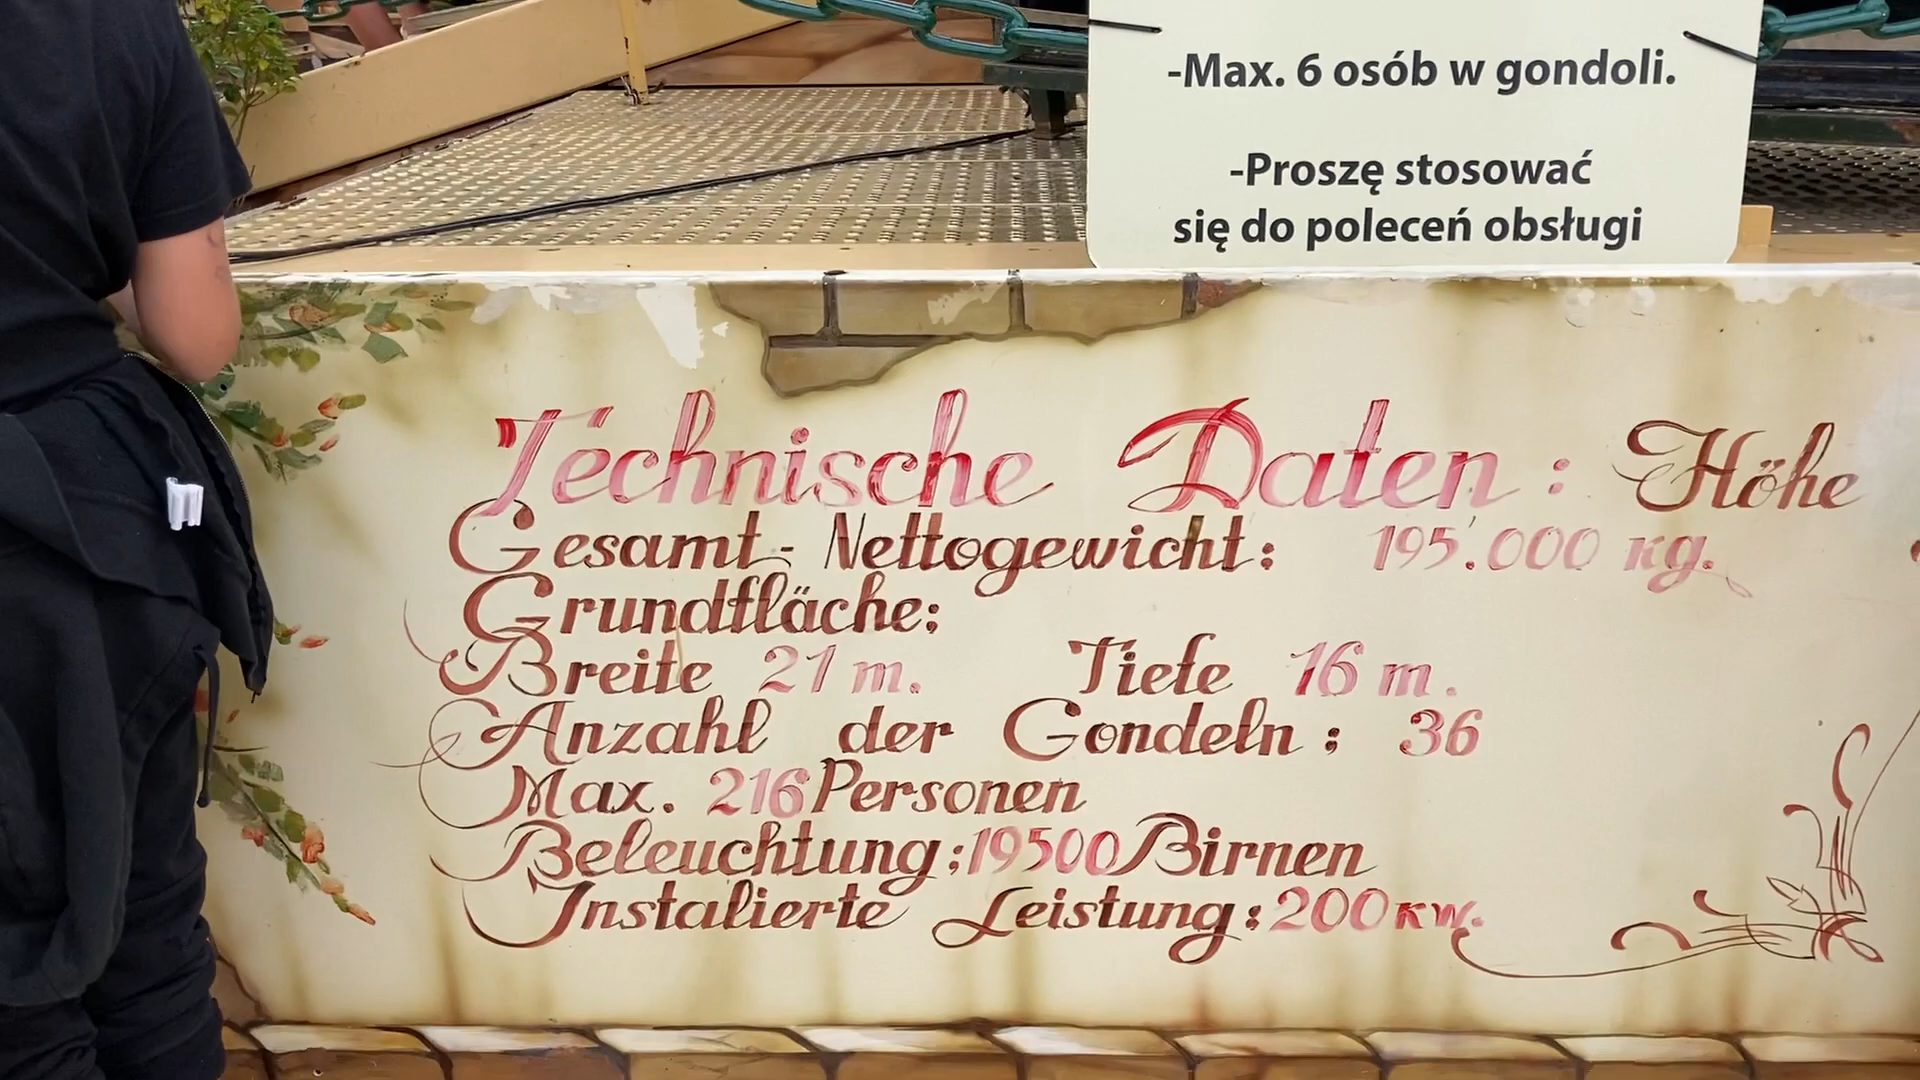 -Max. 6 osób w gondoli.
-Proszę stosować
się do poleceń obsługi
Technische Daten: Höhe
Gesamt-Nettogewicht: 195.000 kg.
Grundfläche:
Breite 21 m. Tiefe 16 m.
Anzahl der Gondeln: 36
Max. 216 Personen
Beleuchtung: 19500 Birnen
Instalierte Leistung: 200 kw.